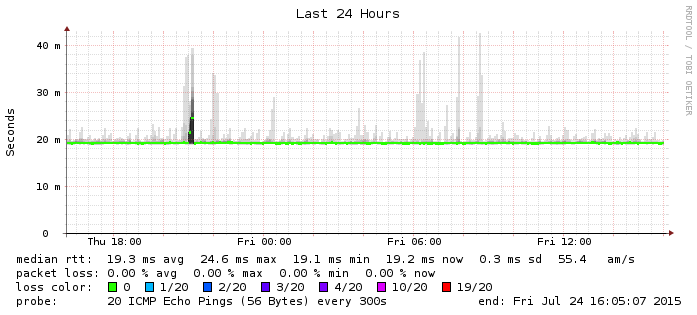 Last 24 Hours
RRDTOOL / TOBI OETIKER
Seconds
40 m
30 m
20 m
10 m
0
Thu 18:00 Fri 00:00 Fri 06:00 Fri 12:00
median rtt: 19.3 ms avg 24.6 ms max 19.1 ms min 19.2 ms now 0.3 ms sd 55.4 am/s
packet loss: 0.00 % avg 0.00 % max 0.00 % min 0.00 % now
loss color: 0 1/20 2/20 3/20 4/20 10/20 19/20
probe: 20 ICMP Echo Pings (56 Bytes) every 300s end: Fri Jul 24 16:05:07 2015